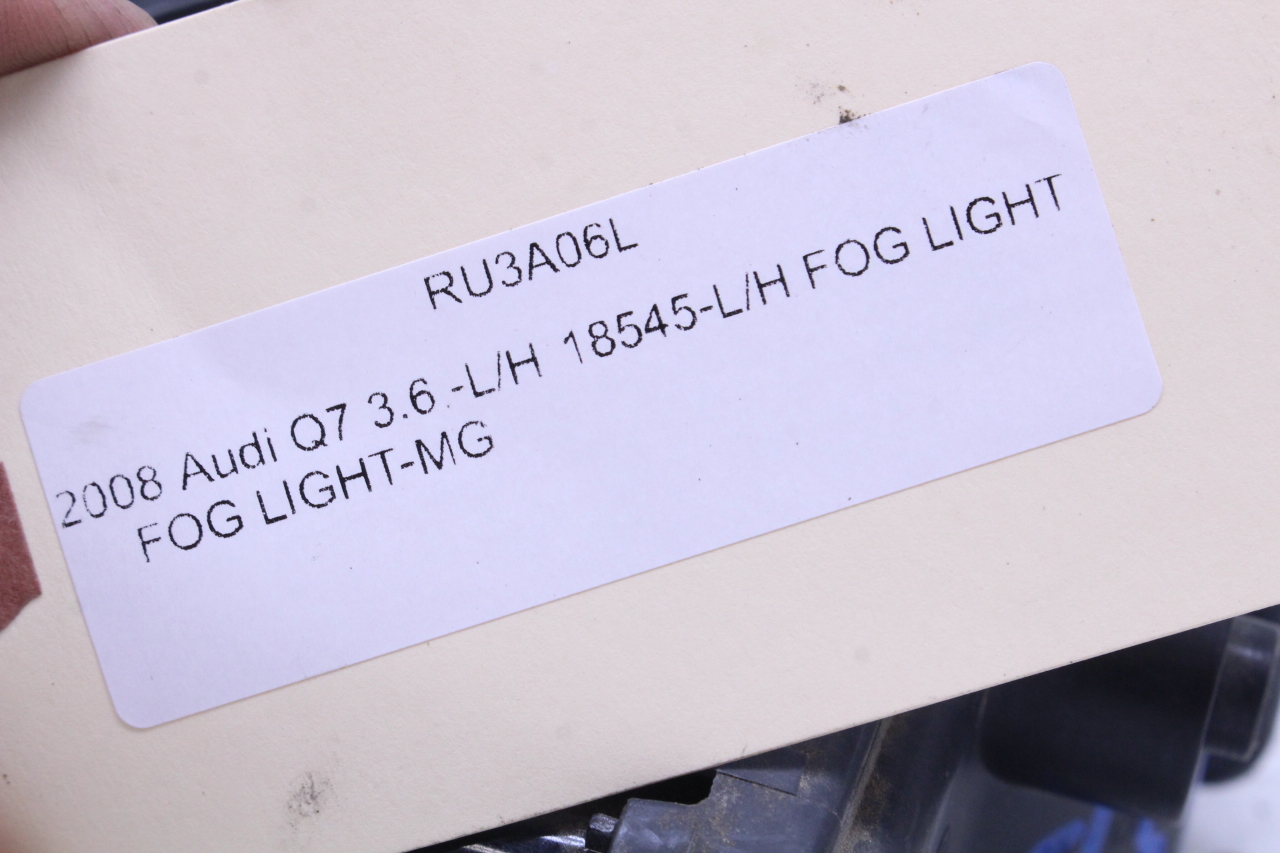 RU3A06L
2008 Audi Q7 3.6 -L/H 18545-L/H FOG LIGHT
FOG LIGHT-MG